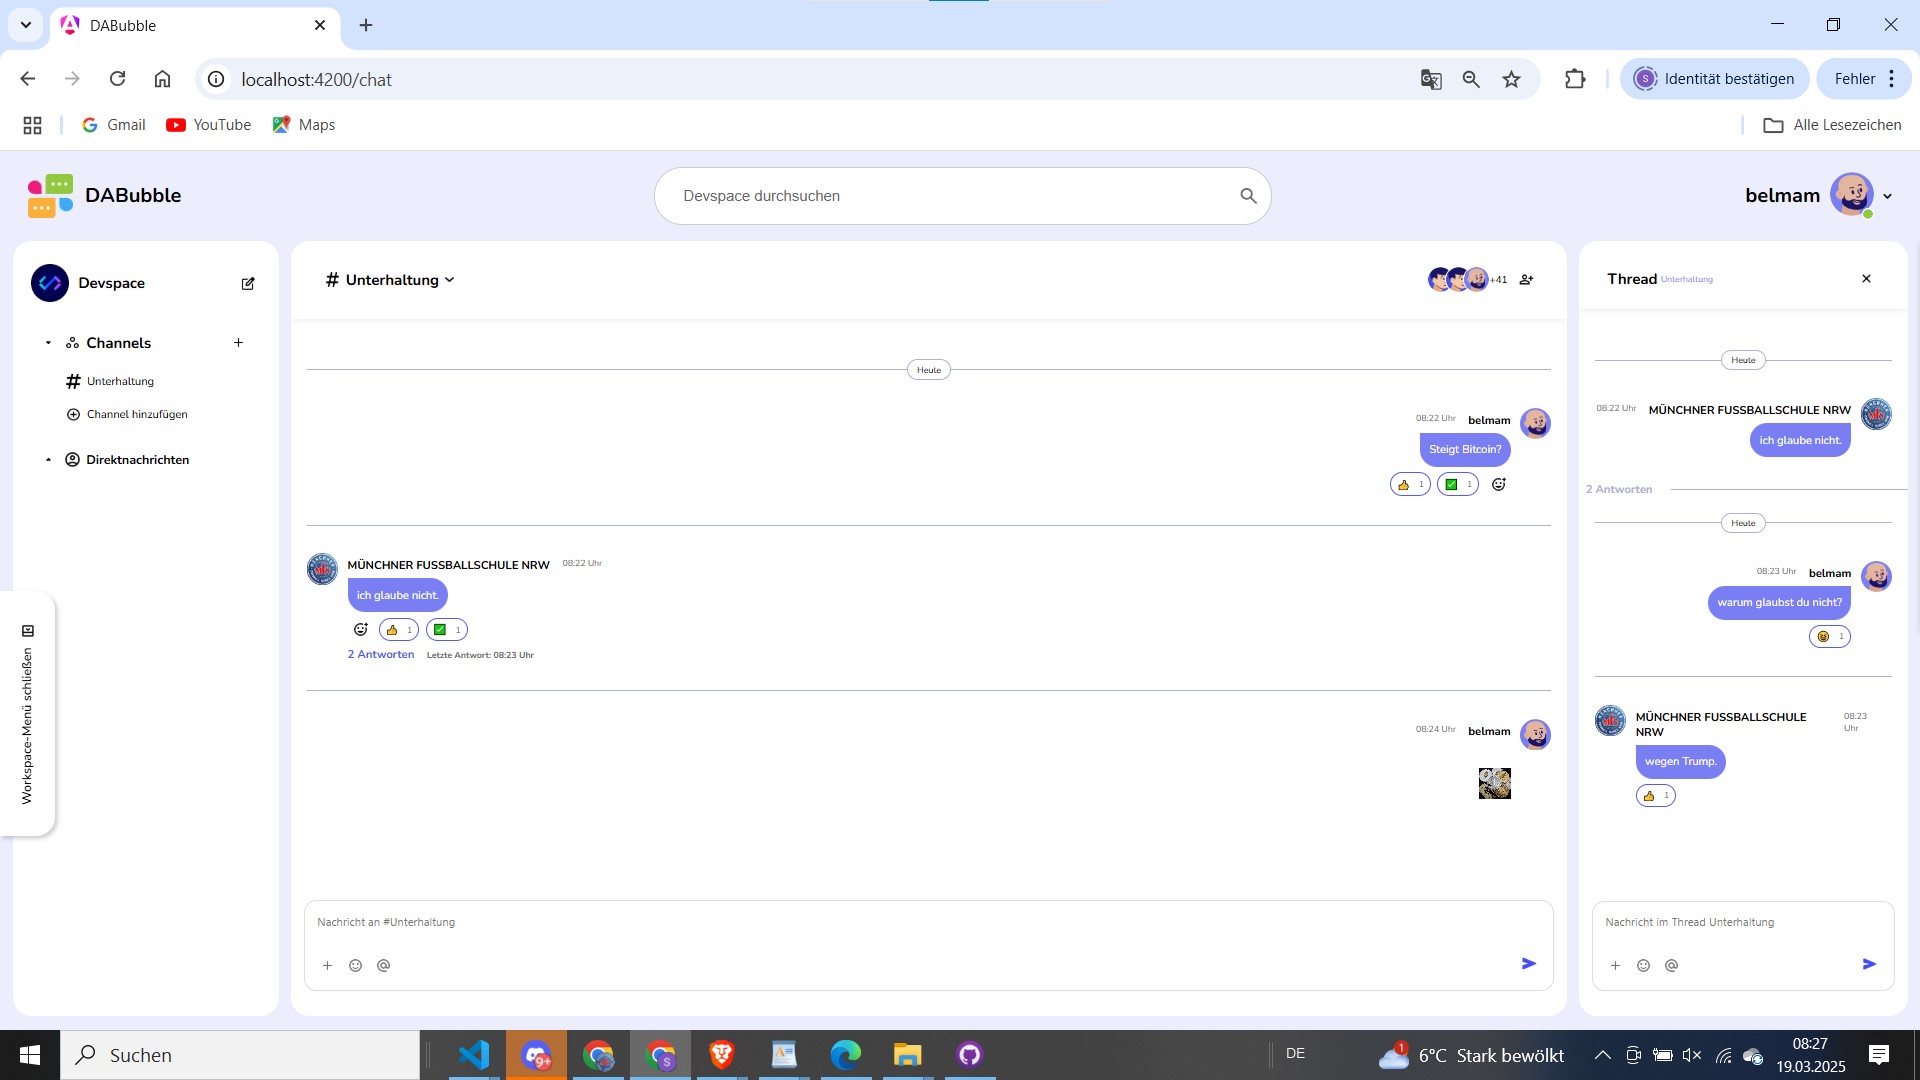 DABubble
localhost:4200/chat
Identität bestätigen
Fehler
Gmail
YouTube
Maps
Alle Lesezeichen
DABubble
Devspace durchsuchen
belmam
Devspace
Channels
Unterhaltung
Channel hinzufügen
Direktnachrichten
Workspace-Menü schließen
# Unterhaltung
+41
Heute
08:22 Uhr belmam
Steigt Bitcoin?
1 1
MÜNCHNER FUSSBALLSCHULE NRW 08:22 Uhr
ich glaube nicht.
1 1
2 Antworten Letzte Antwort: 08:23 Uhr
08:24 Uhr belmam
Nachricht an #Unterhaltung
Thread Unterhaltung
Heute
08:22 Uhr MÜNCHNER FUSSBALLSCHULE NRW
ich glaube nicht.
2 Antworten
Heute
08:23 Uhr belmam
warum glaubst du nicht?
1
MÜNCHNER FUSSBALLSCHULE 08:23
NRW Uhr
wegen Trump.
1
Nachricht im Thread Unterhaltung
Suchen
9+
S
DE
1
6°C Stark bewölkt
08:27
19.03.2025